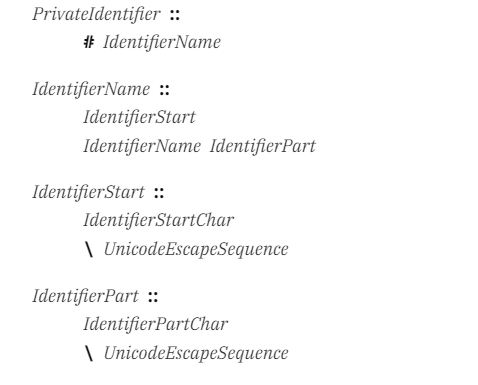 PrivateIdentifier ::
# IdentifierName
IdentifierName ::
IdentifierStart
IdentifierName IdentifierPart
IdentifierStart ::
IdentifierStartChar
\ UnicodeEscapeSequence
IdentifierPart ::
IdentifierPartChar
\ UnicodeEscapeSequence